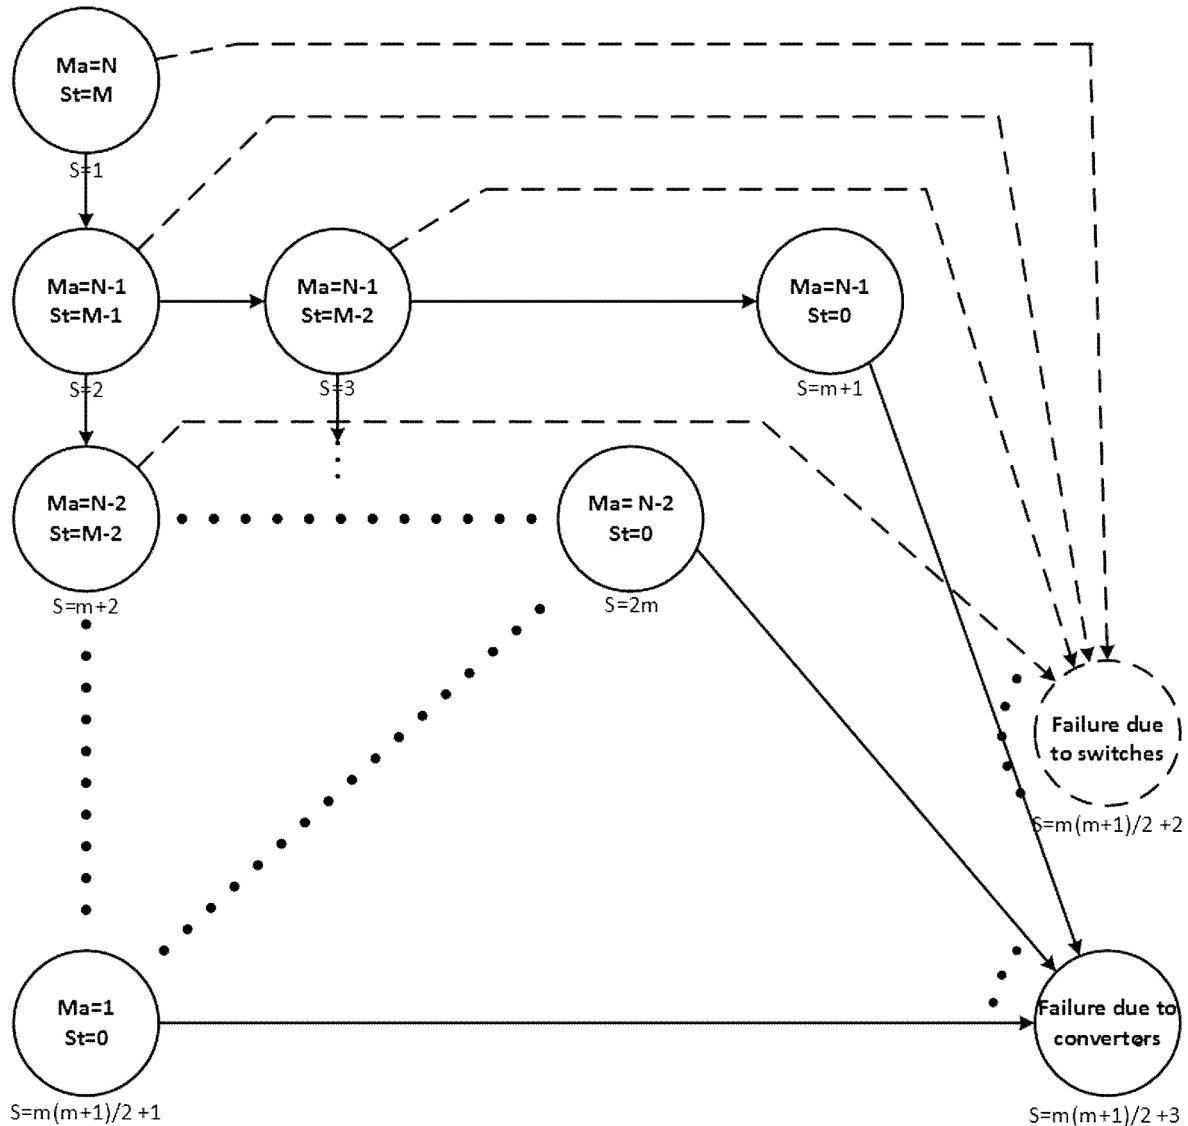 Ma=N
St=M
S=1
Ma=N-1
St=M-1
S=2
Ma=N-1
St=M-2
S=3
Ma=N-1
St=0
S=m+1
Ma=N-2
St=M-2
S=m+2
Ma= N-2
St=0
S=2m
Failure due
to switches
S=m(m+1)/2 +2
Ma=1
St=0
S=m(m+1)/2 +1
Failure due to
converters
S=m(m+1)/2 +3